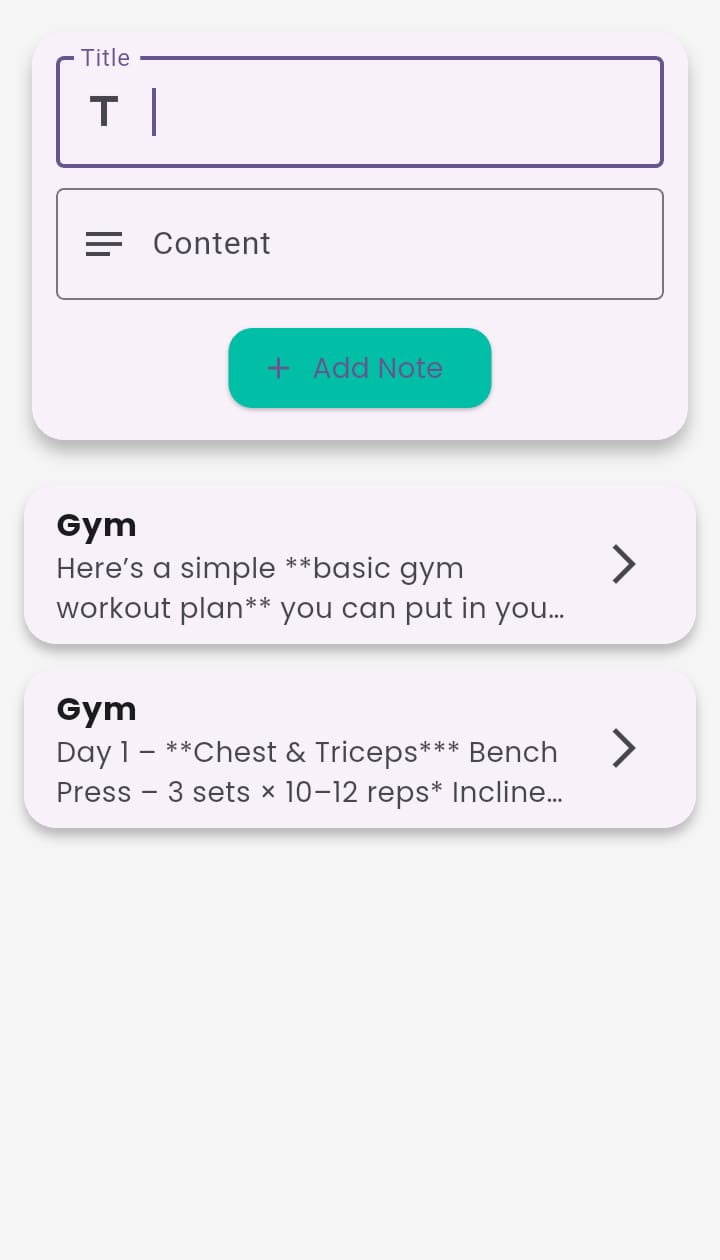 Title
Content
Add Note
Gym
Here’s a simple **basic gym
workout plan** you can put in you…
Gym
Day 1 – **Chest & Triceps*** Bench
Press – 3 sets × 10–12 reps* Incline…